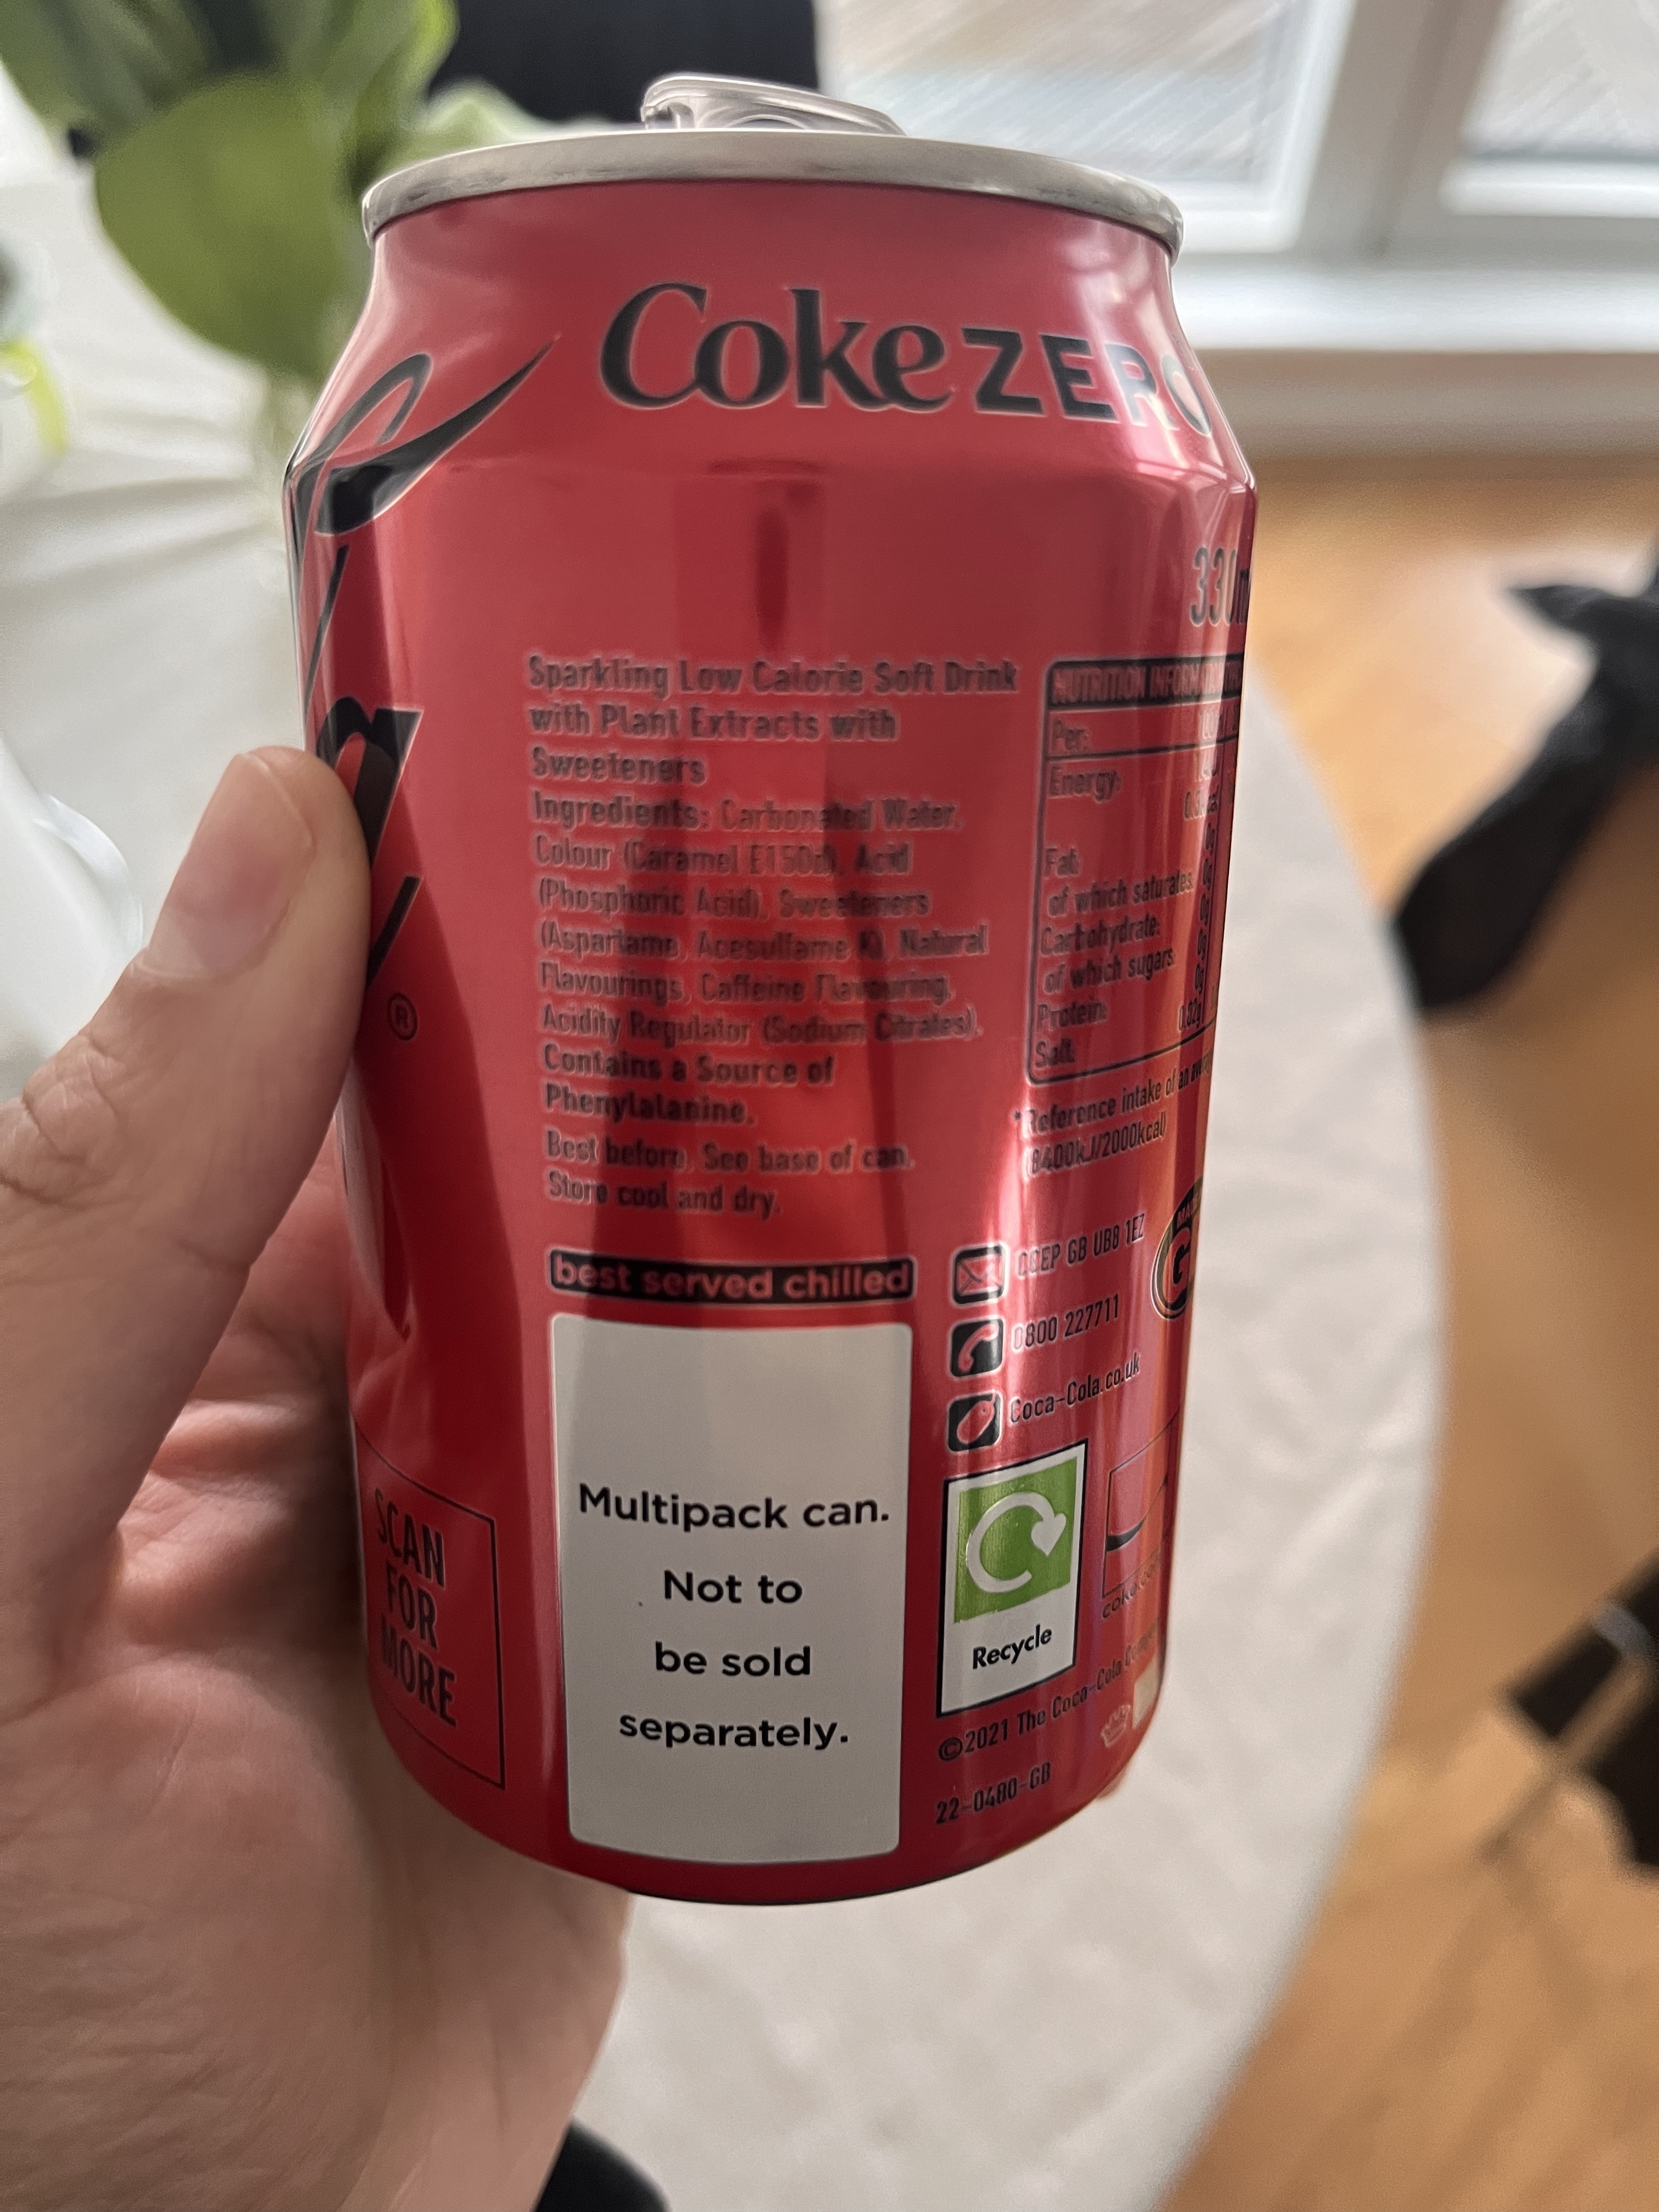 Coke ZERO
330m
Sparkling Low Calorie Soft Drink
with Plant Extracts with
Sweeteners
Ingredients: Carbonated Water,
Colour (Caramel E150d), Acid
(Phosphoric Acid), Sweeteners
(Aspartame, Acesulfame K), Natural
Flavourings, Caffeine Flavouring,
Acidity Regulator (Sodium Citrates).
Contains a Source of
Phenylalanine.
Best before, See base of can.
Store cool and dry.
best served chilled
Multipack can.
Not to
be sold
separately.
SCAN
FOR
MORE
®
NUTRITION
Per:
Energy:
Fat:
of which saturates:
Carbohydrate:
of which sugars:
Protein:
Salt: 0.02g
*Reference intake of an
(8400kJ/2000kcal)
CCEP GB UB8 1EZ
0800 227711
Coca-Cola.co.uk
G
Recycle
©2021 The Coca-Cola
22-0480-GB